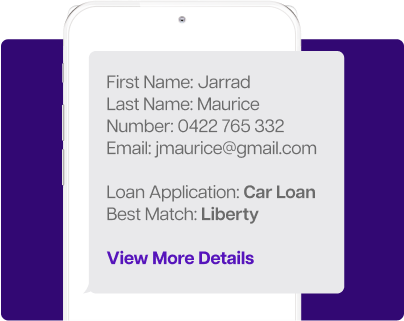 First Name: Jarrad
Last Name: Maurice
Number: 0422 765 332
Email: jmaurice@gmail.com
Loan Application: Car Loan
Best Match: Liberty
View More Details